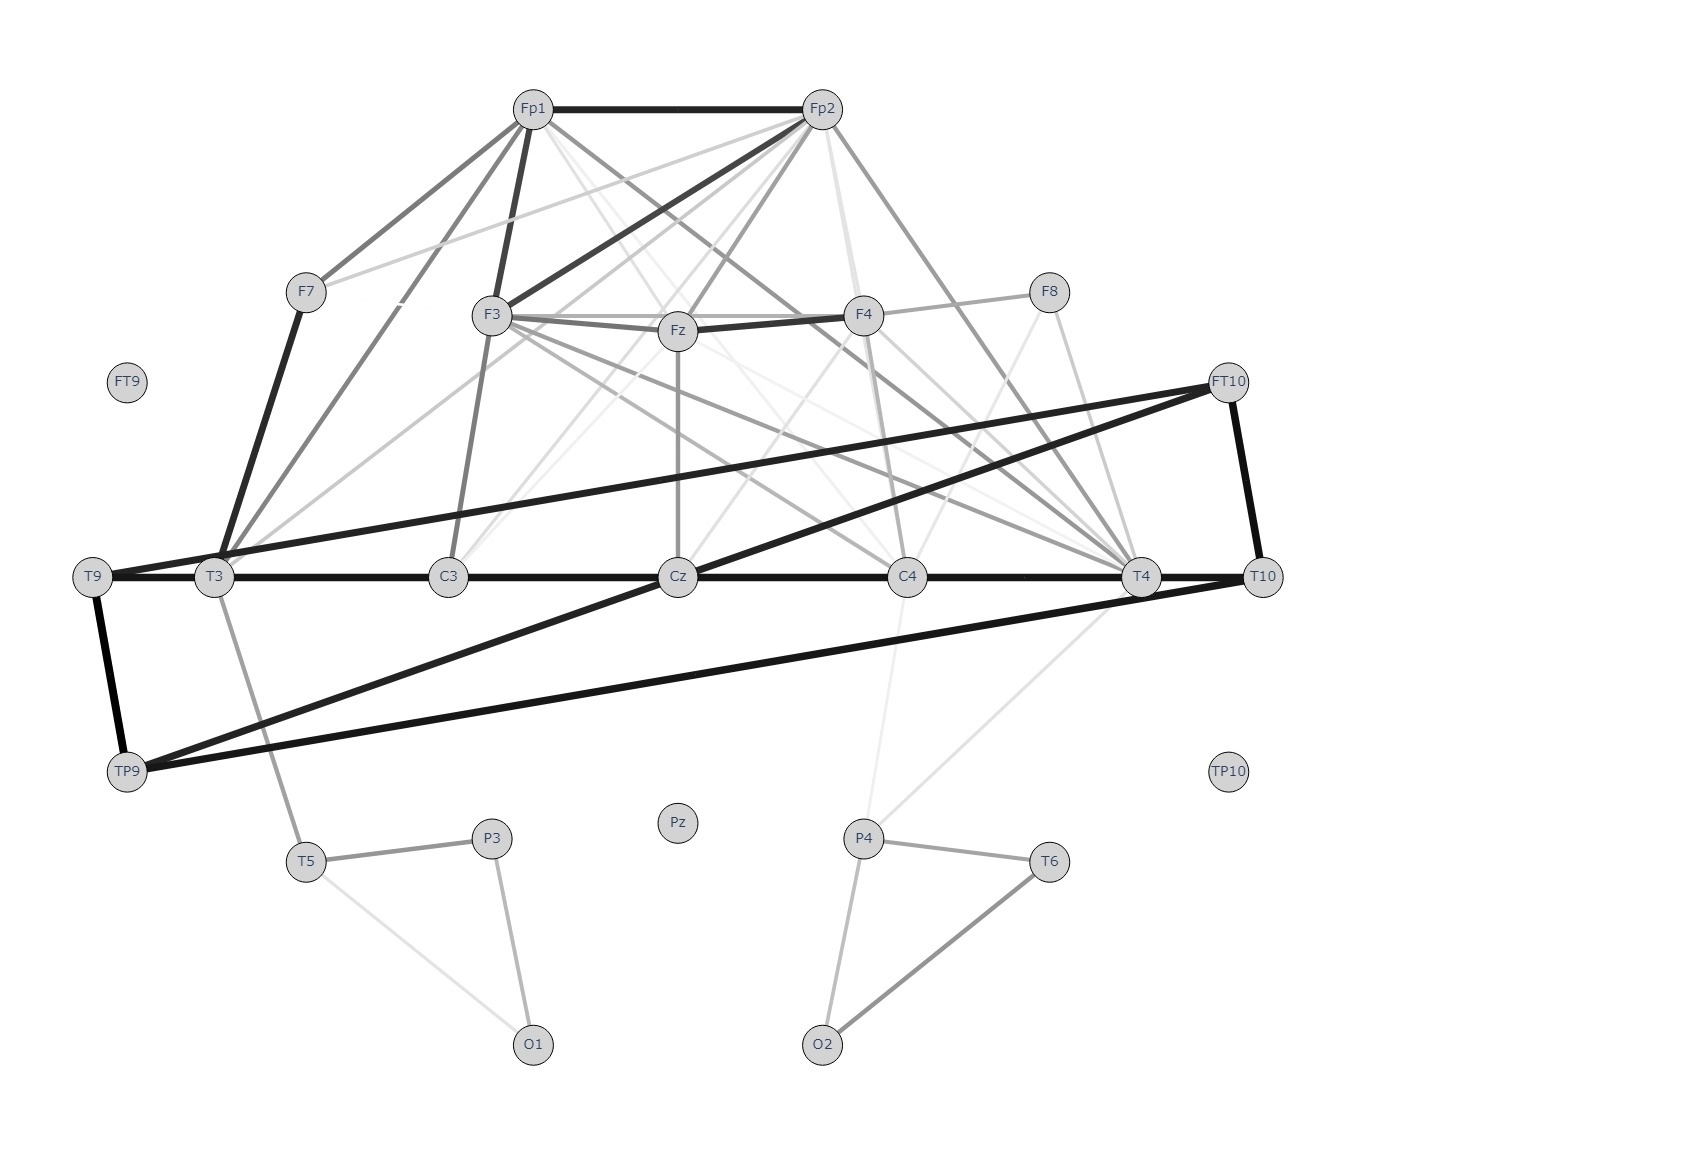 Fp1 Fp2
F7 F8
F3 Fz F4
FT9 FT10
T9 T3 C3 Cz C4 T4 T10
TP9 TP10
Pz
P3 P4
T5 T6
O1 O2